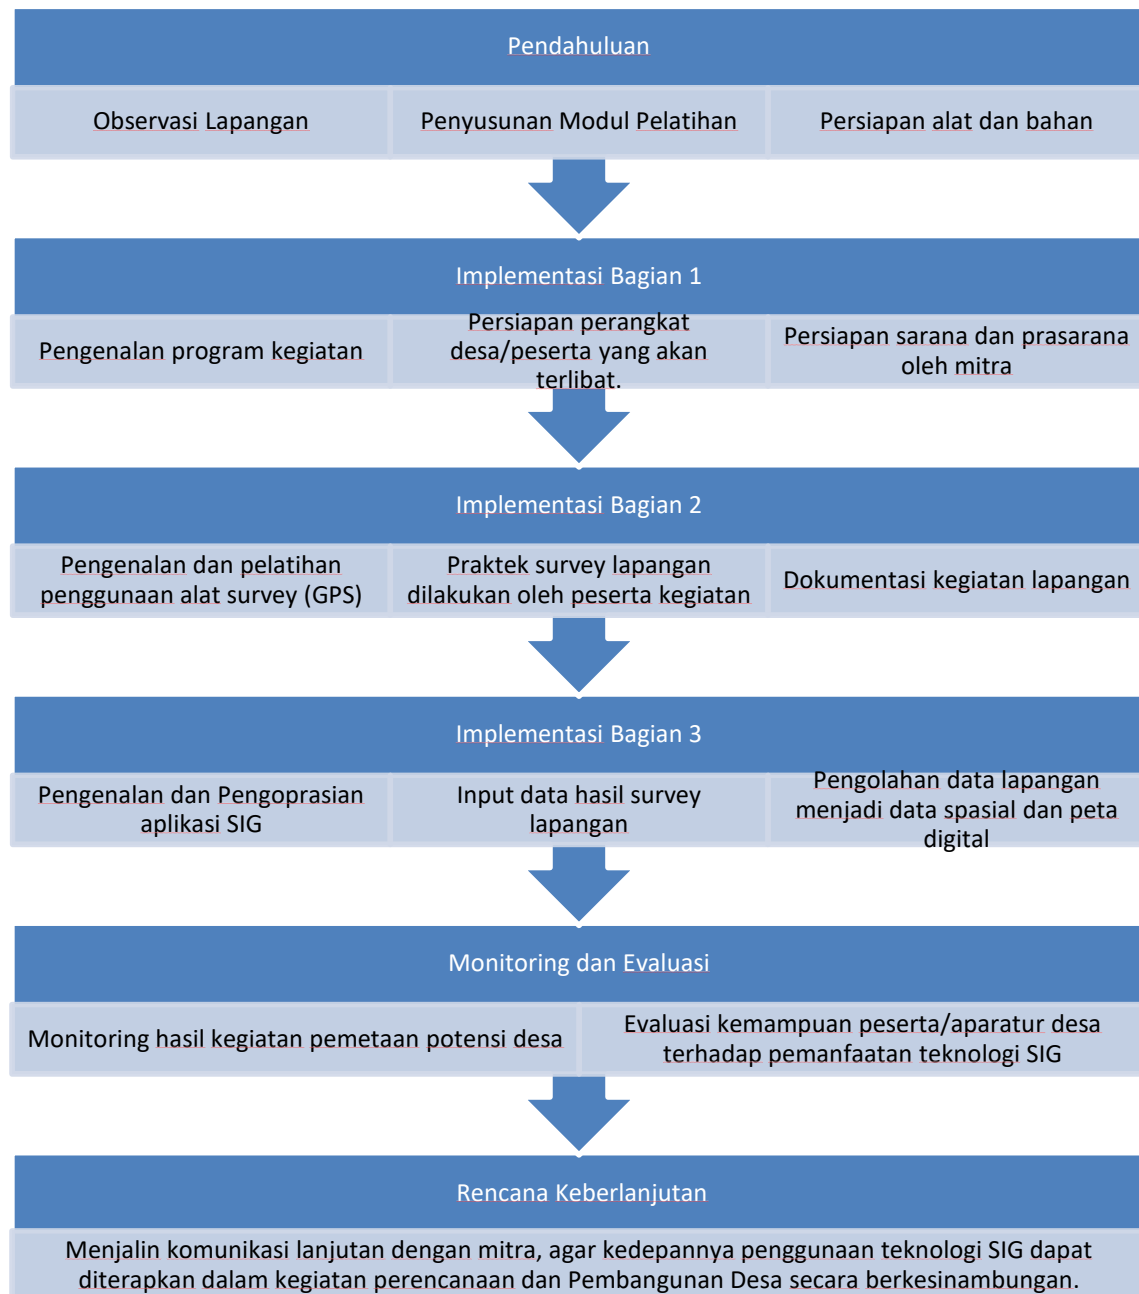 Pendahuluan
Observasi Lapangan
Penyusunan Modul Pelatihan
Persiapan alat dan bahan
Implementasi Bagian 1
Pengenalan program kegiatan
Persiapan perangkat
desa/peserta yang akan
terlibat.
Persiapan sarana dan prasarana
oleh mitra
Implementasi Bagian 2
Pengenalan dan pelatihan
penggunaan alat survey (GPS)
Praktek survey lapangan
dilakukan oleh peserta kegiatan
Dokumentasi kegiatan lapangan
Implementasi Bagian 3
Pengenalan dan Pengoprasian
aplikasi SIG
Input data hasil survey
lapangan
Pengolahan data lapangan
menjadi data spasial dan peta
digital
Monitoring dan Evaluasi
Monitoring hasil kegiatan pemetaan potensi desa
Evaluasi kemampuan peserta/aparatur desa
terhadap pemanfaatan teknologi SIG
Rencana Keberlanjutan
Menjalin komunikasi lanjutan dengan mitra, agar kedepannya penggunaan teknologi SIG dapat
diterapkan dalam kegiatan perencanaan dan Pembangunan Desa secara berkesinambungan.